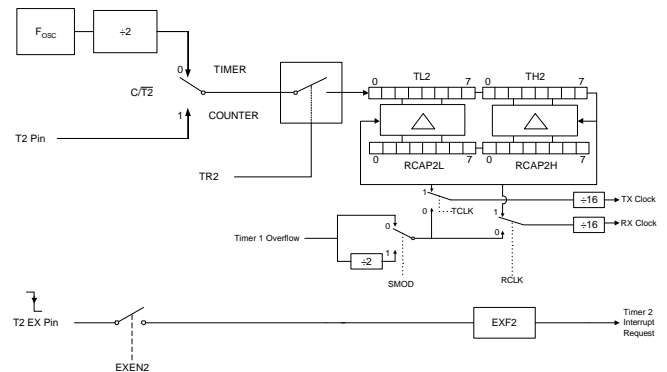 FOSC
÷2
0
TIMER
C/T2
1
COUNTER
T2 Pin
TR2
0 TL2 7
0 TH2 7
0 RCAP2L 7
0 RCAP2H 7
1
TCLK
0
÷16
TX Clock
1
÷16
RX Clock
0
RCLK
Timer 1 Overflow
0
1
÷2
SMOD
T2 EX Pin
EXEN2
EXF2
Timer 2
Interrupt
Request